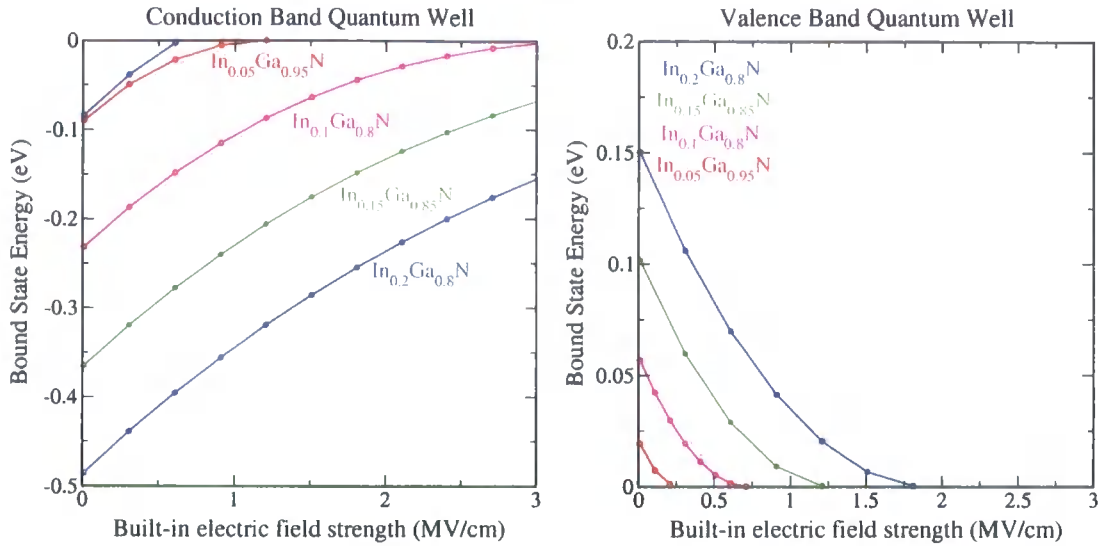 Conduction Band Quantum Well
0
-0.1
-0.2
-0.3
-0.4
-0.5
Bound State Energy (eV)
In0.05Ga0.95N
In0.1Ga0.8N
In0.15Ga0.85N
In0.2Ga0.8N
0
1
2
3
Built-in electric field strength (MV/cm)
Valence Band Quantum Well
0.2
0.15
0.1
0.05
0
Bound State Energy (eV)
In0.2Ga0.8N
In0.15Ga0.85N
In0.1Ga0.8N
In0.05Ga0.95N
0
0.5
1
1.5
2
2.5
3
Built-in electric field strength (MV/cm)